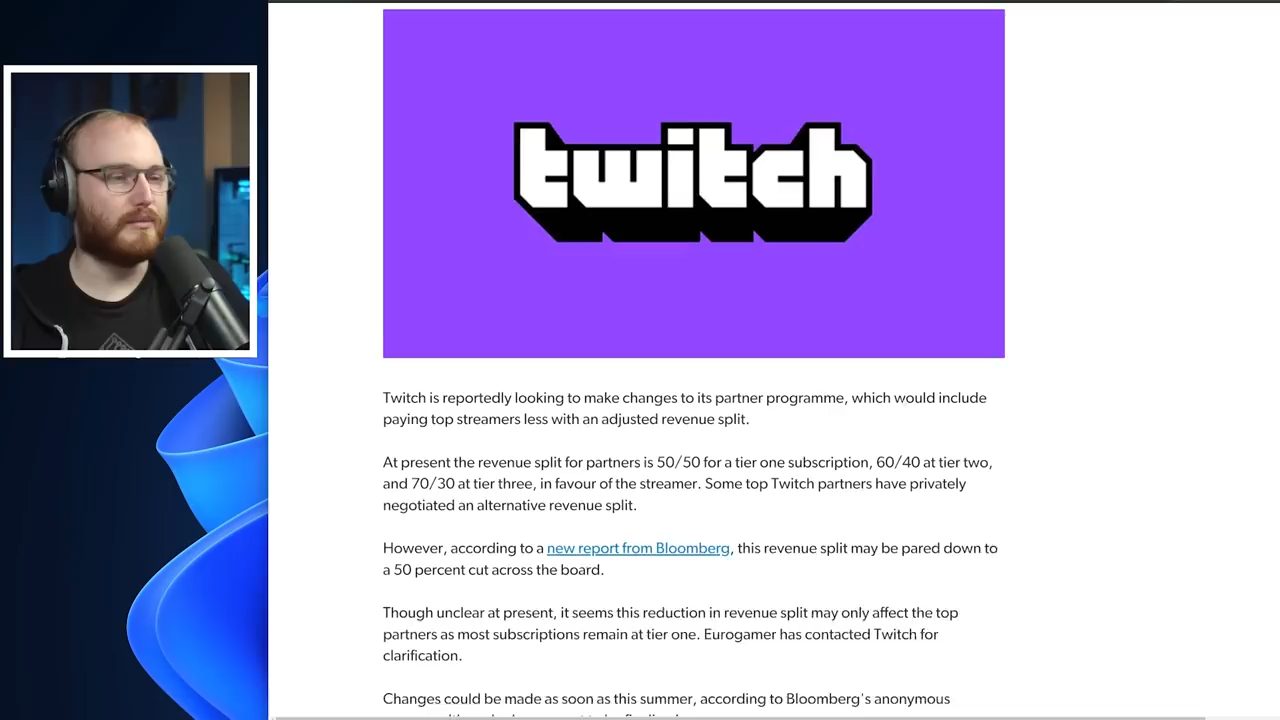 twitch
Twitch is reportedly looking to make changes to its partner programme, which would include
paying top streamers less with an adjusted revenue split.
At present the revenue split for partners is 50/50 for a tier one subscription, 60/40 at tier two,
and 70/30 at tier three, in favour of the streamer. Some top Twitch partners have privately
negotiated an alternative revenue split.
However, according to a new report from Bloomberg, this revenue split may be pared down to
a 50 percent cut across the board.
Though unclear at present, it seems this reduction in revenue split may only affect the top
partners as most subscriptions remain at tier one. Eurogamer has contacted Twitch for
clarification.
Changes could be made as soon as this summer, according to Bloomberg's anonymous